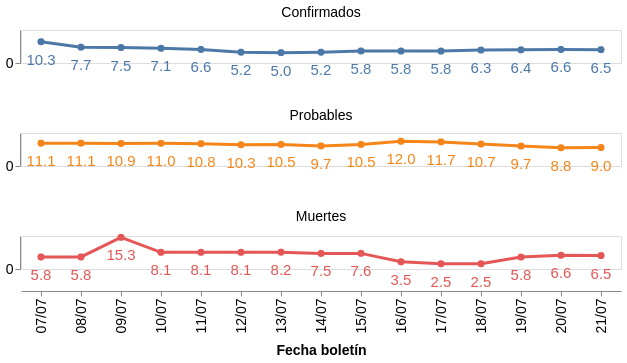 Confirmados
0
10.3 7.7 7.5 7.1 6.6 5.2 5.0 5.2 5.8 5.8 5.8 6.3 6.4 6.6 6.5
Probables
0
11.1 11.1 10.9 11.0 10.8 10.3 10.5 9.7 10.5 12.0 11.7 10.7 9.7 8.8 9.0
Muertes
0
5.8 5.8 15.3 8.1 8.1 8.1 8.2 7.5 7.6 3.5 2.5 2.5 5.8 6.6 6.5
07/07 08/07 09/07 10/07 11/07 12/07 13/07 14/07 15/07 16/07 17/07 18/07 19/07 20/07 21/07
Fecha boletín